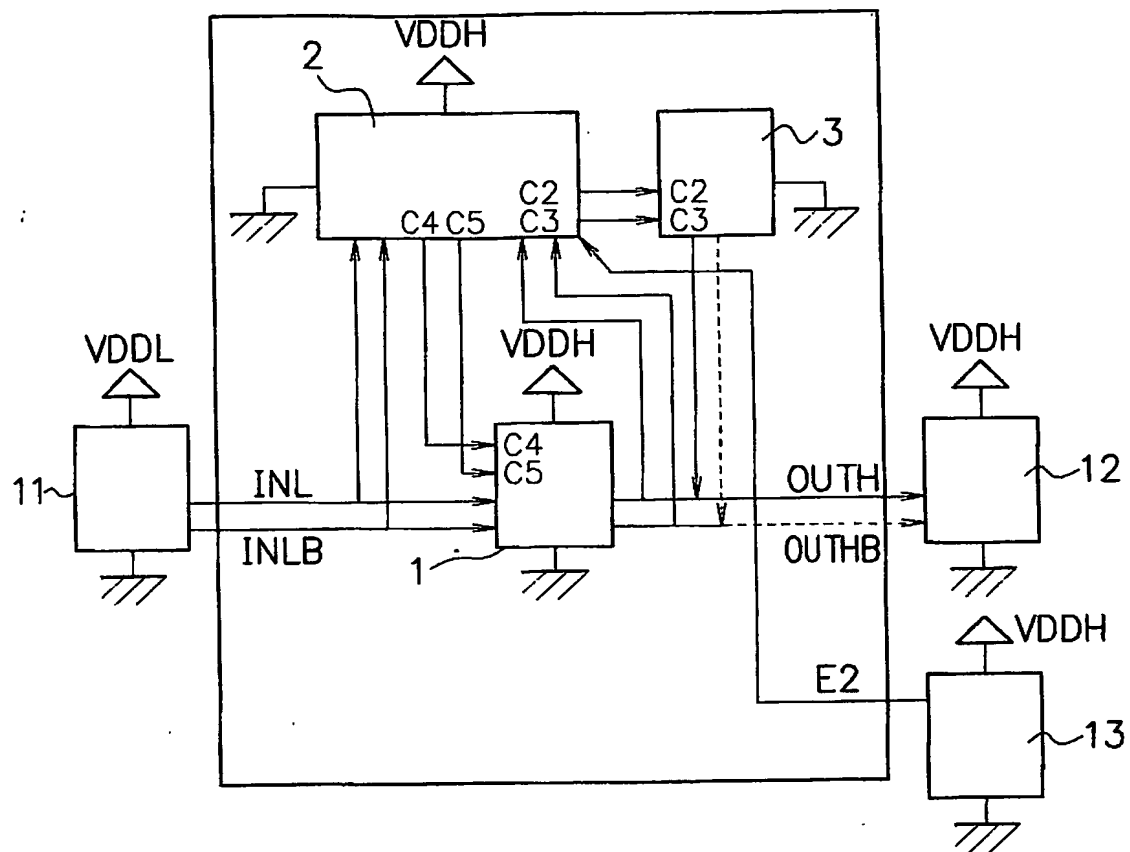 VDDH
2
3
C2
C2
C4 C5 C3
C3
VDDL
VDDH
VDDH
C4
C5
11
INL
OUTH
12
INLB
OUTHB
1
VDDH
E2
13